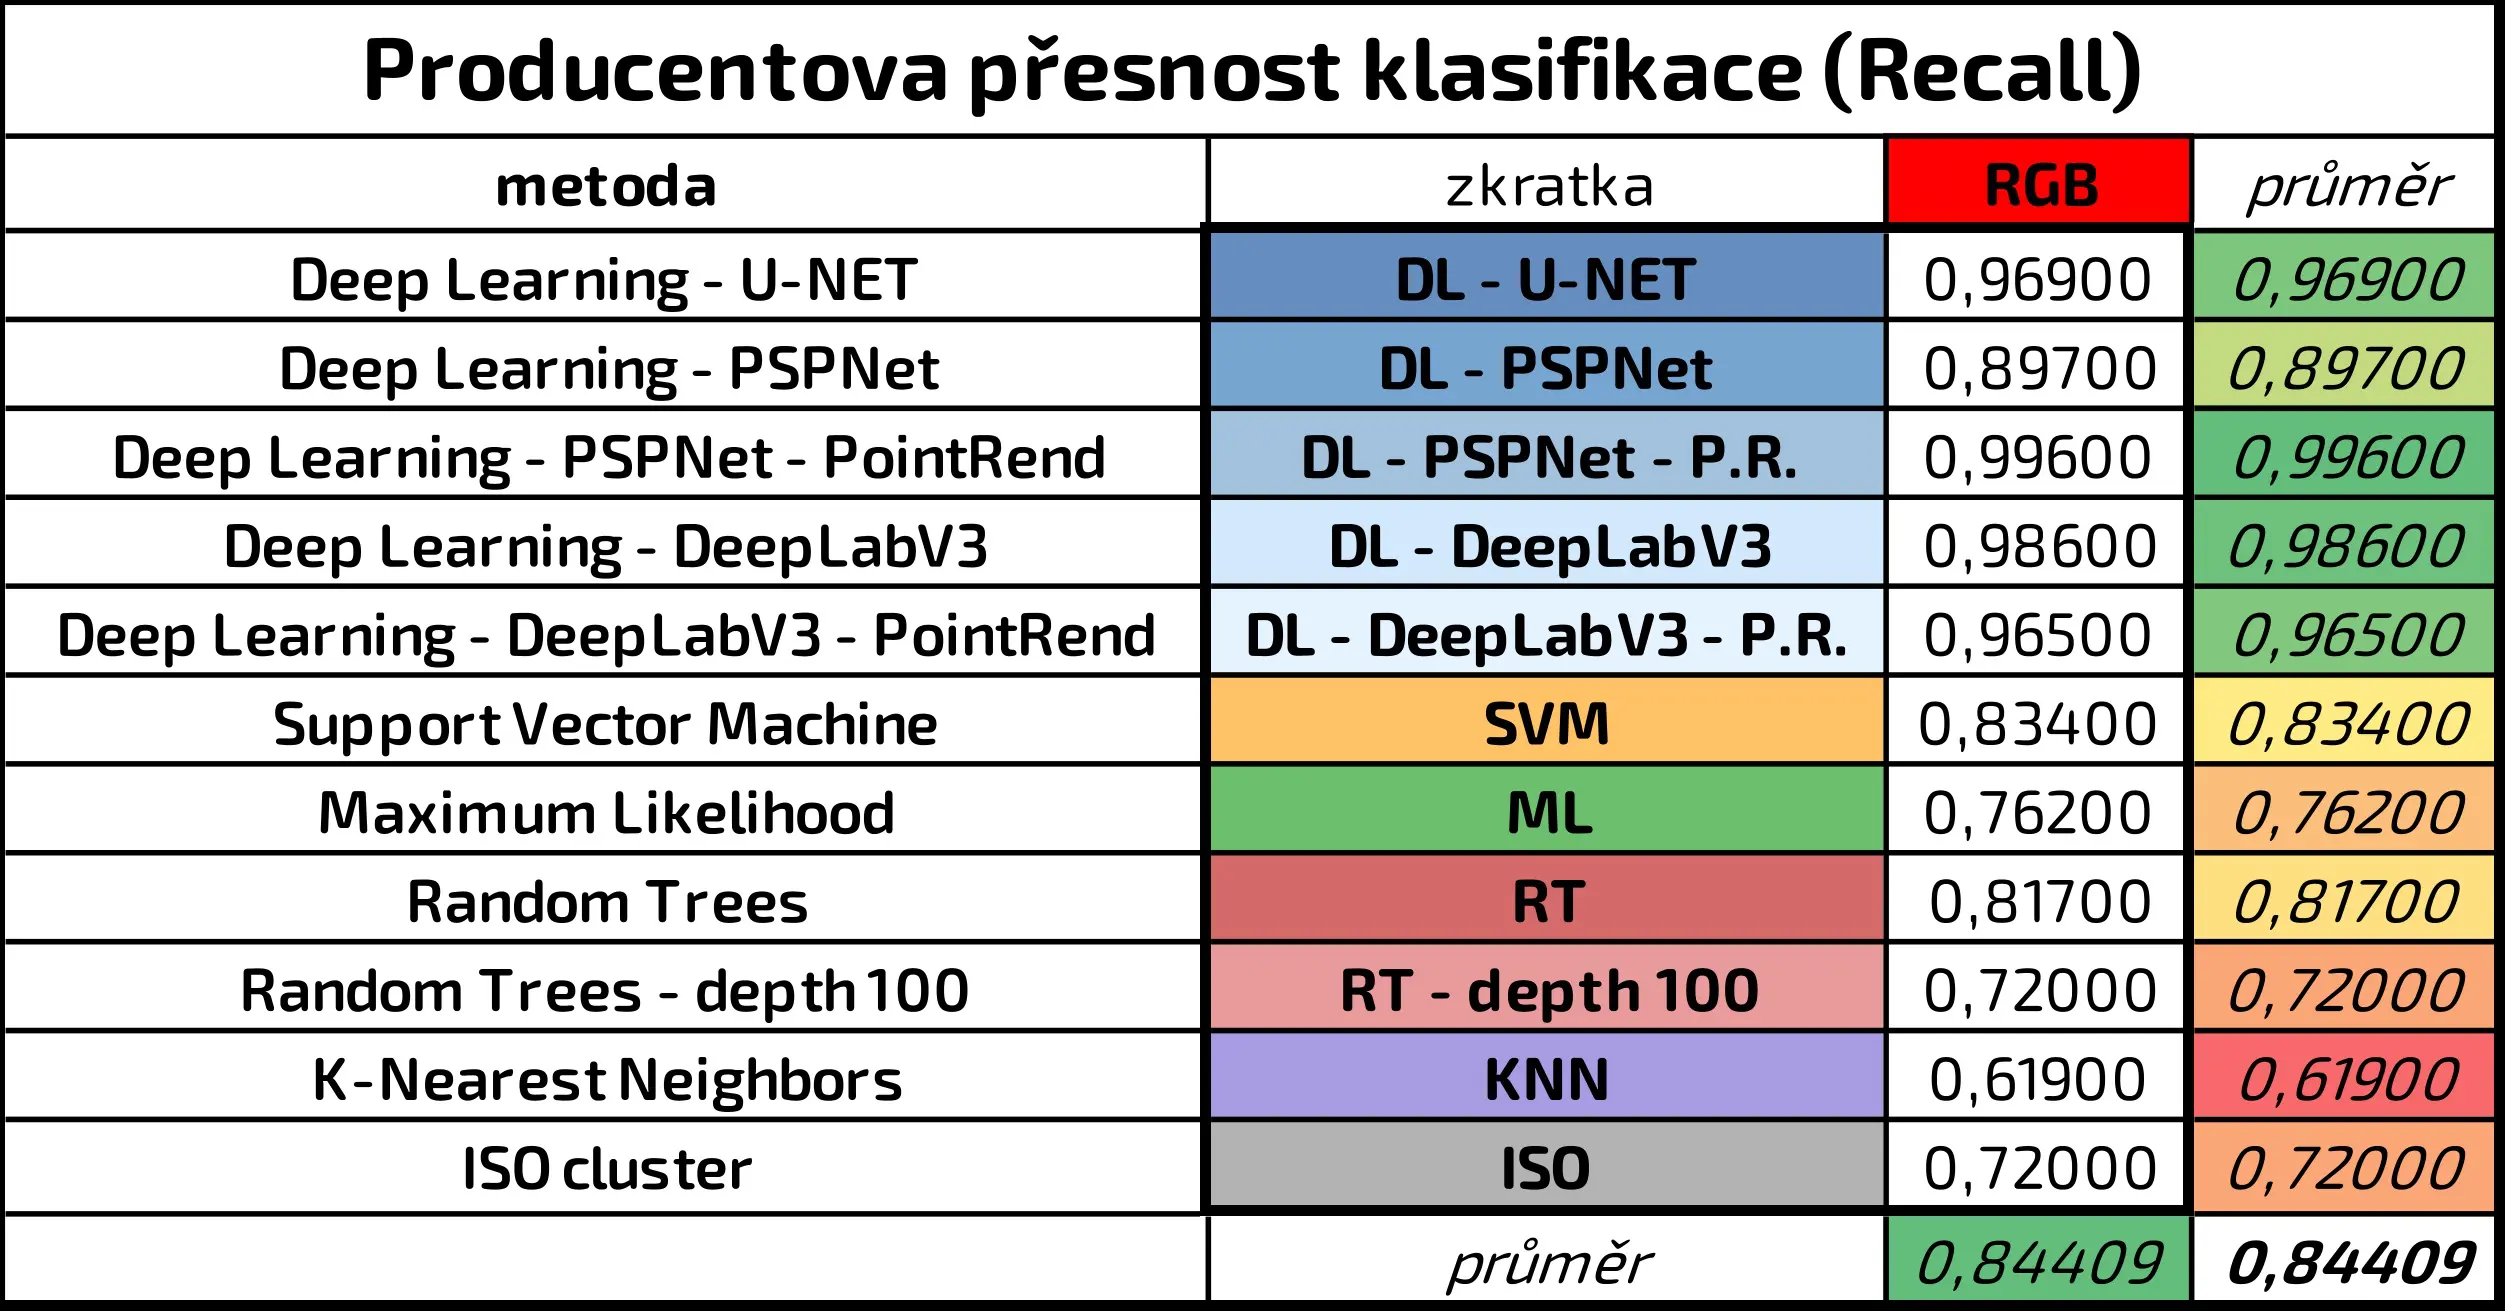 Producentova přesnost klasifikace (Recall)
metoda zkratka RGB průměr
Deep Learning - U-NET DL - U-NET 0,96900 0,96900
Deep Learning - PSPNet DL - PSPNet 0,89700 0,89700
Deep Learning - PSPNet - PointRend DL - PSPNet - P.R. 0,99600 0,99600
Deep Learning - DeepLabV3 DL - DeepLabV3 0,98600 0,98600
Deep Learning - DeepLabV3 - PointRend DL - DeepLabV3 - P.R. 0,96500 0,96500
Support Vector Machine SVM 0,83400 0,83400
Maximum Likelihood ML 0,76200 0,76200
Random Trees RT 0,81700 0,81700
Random Trees - depth 100 RT - depth 100 0,72000 0,72000
K-Nearest Neighbors KNN 0,61900 0,61900
ISO cluster ISO 0,72000 0,72000
průměr 0,84409 0,84409